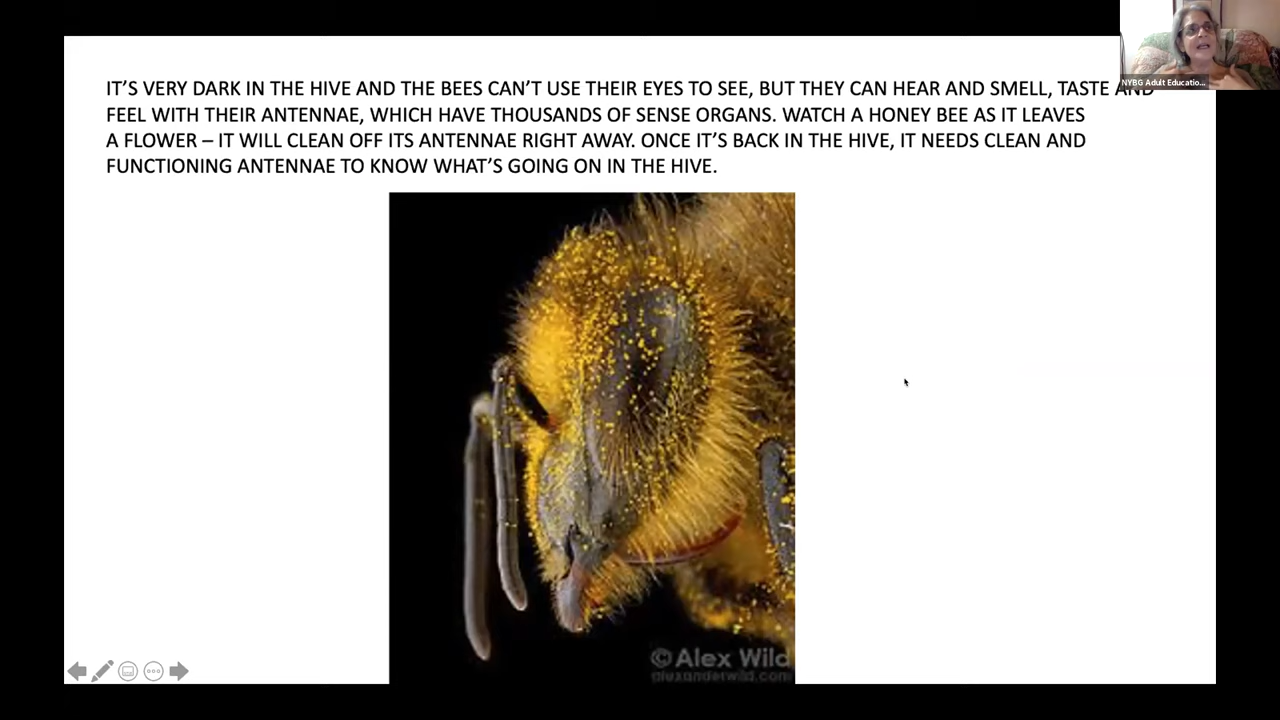 IT'S VERY DARK IN THE HIVE AND THE BEES CAN'T USE THEIR EYES TO SEE, BUT THEY CAN HEAR AND SMELL, TASTE AND
FEEL WITH THEIR ANTENNAE, WHICH HAVE THOUSANDS OF SENSE ORGANS. WATCH A HONEY BEE AS IT LEAVES
A FLOWER – IT WILL CLEAN OFF ITS ANTENNAE RIGHT AWAY. ONCE IT'S BACK IN THE HIVE, IT NEEDS CLEAN AND
FUNCTIONING ANTENNAE TO KNOW WHAT'S GOING ON IN THE HIVE.
NYBG Adult Educatio...
© Alex Wild
alexanderwild.com